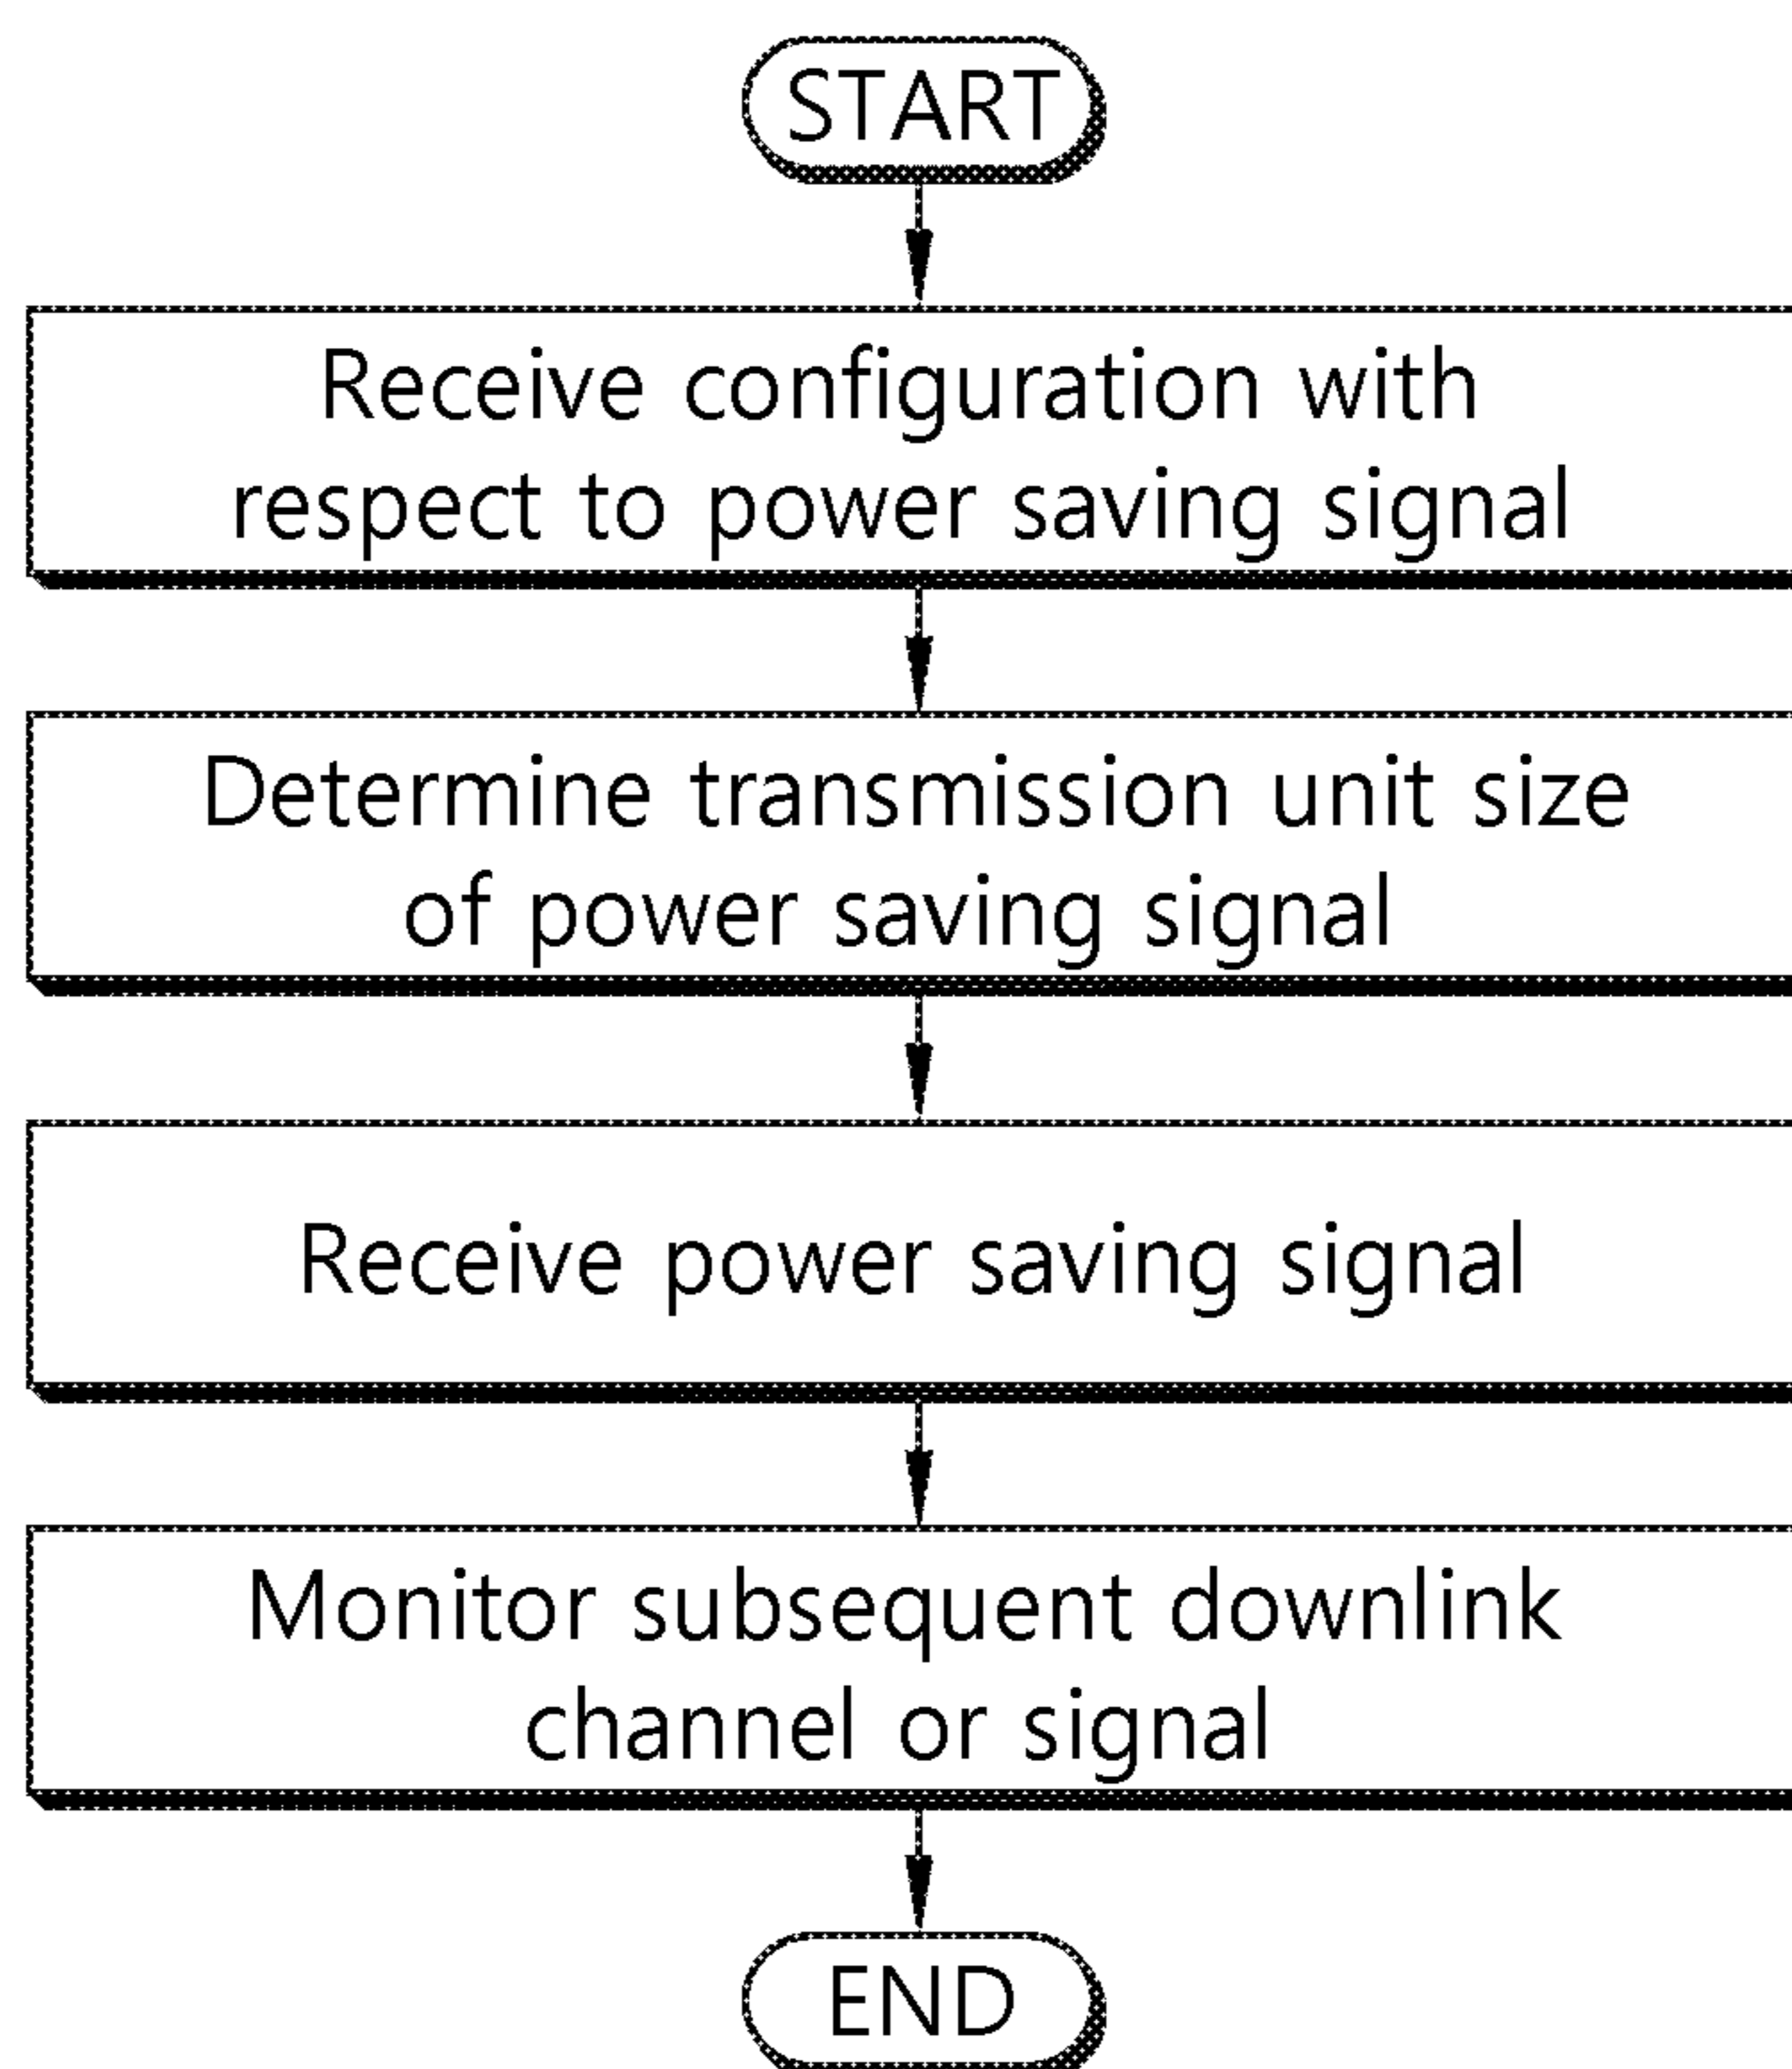 START
Receive configuration with
respect to power saving signal
Determine transmission unit size
of power saving signal
Receive power saving signal
Monitor subsequent downlink
channel or signal
END